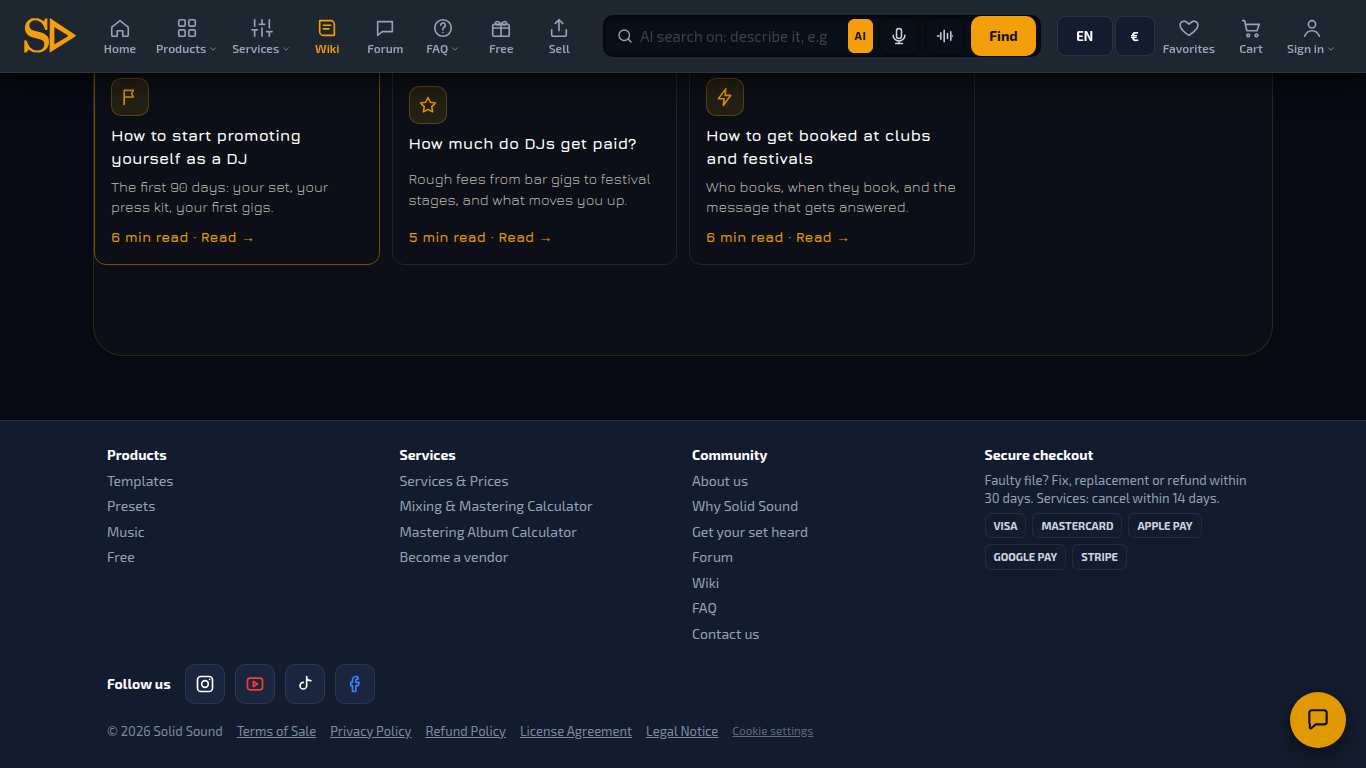 Home
Products
Services
Wiki
Forum
FAQ
Free
Sell
AI search on: describe it, e.g
AI
Find
EN
€
Favorites
Cart
Sign in
How to start promoting
yourself as a DJ
The first 90 days: your set, your
press kit, your first gigs.
6 min read · Read →
How much do DJs get paid?
Rough fees from bar gigs to festival
stages, and what moves you up.
5 min read · Read →
How to get booked at clubs
and festivals
Who books, when they book, and the
message that gets answered.
6 min read · Read →
Products
Templates
Presets
Music
Free
Services
Services & Prices
Mixing & Mastering Calculator
Mastering Album Calculator
Become a vendor
Community
About us
Why Solid Sound
Get your set heard
Forum
Wiki
FAQ
Contact us
Secure checkout
Faulty file? Fix, replacement or refund within
30 days. Services: cancel within 14 days.
VISA
MASTERCARD
APPLE PAY
GOOGLE PAY
STRIPE
Follow us
© 2026 Solid Sound
Terms of Sale
Privacy Policy
Refund Policy
License Agreement
Legal Notice
Cookie settings